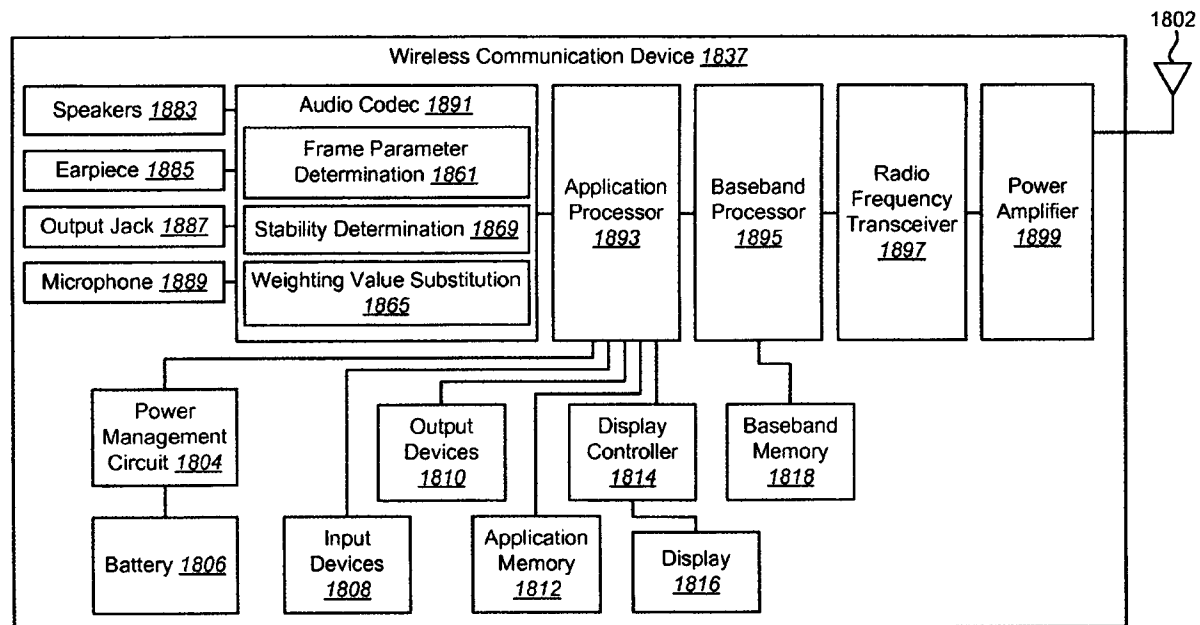 1802
Wireless Communication Device 1837
Speakers 1883
Earpiece 1885
Output Jack 1887
Microphone 1889
Audio Codec 1891
Frame Parameter
Determination 1861
Stability Determination 1869
Weighting Value Substitution
1865
Application
Processor
1893
Baseband
Processor
1895
Radio
Frequency
Transceiver
1897
Power
Amplifier
1899
Power
Management
Circuit 1804
Battery 1806
Input
Devices
1808
Output
Devices
1810
Application
Memory
1812
Display
Controller
1814
Display
1816
Baseband
Memory
1818